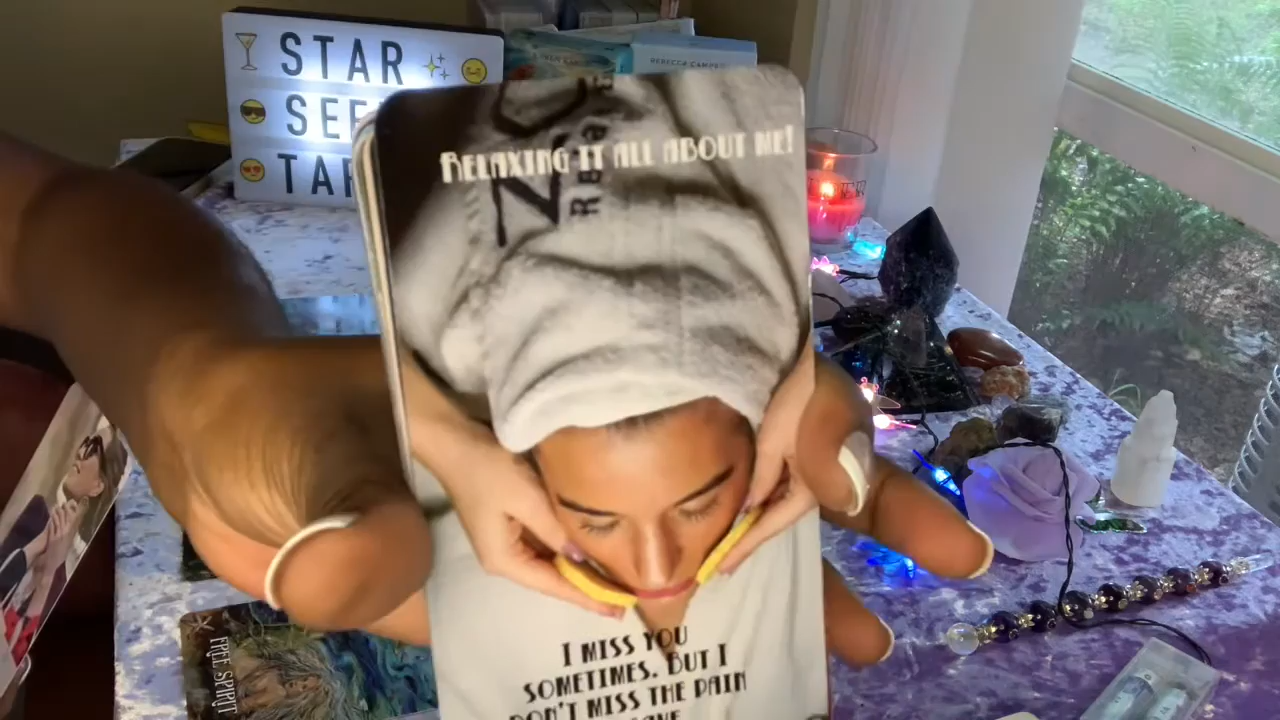 STAR
SEE
TAR
REBECCA CAMPB
RELAXING IT ALL ABOUT ME!
I MISS YOU
SOMETIMES. BUT I
DON'T MISS THE PAIN
FREE SPIRIT